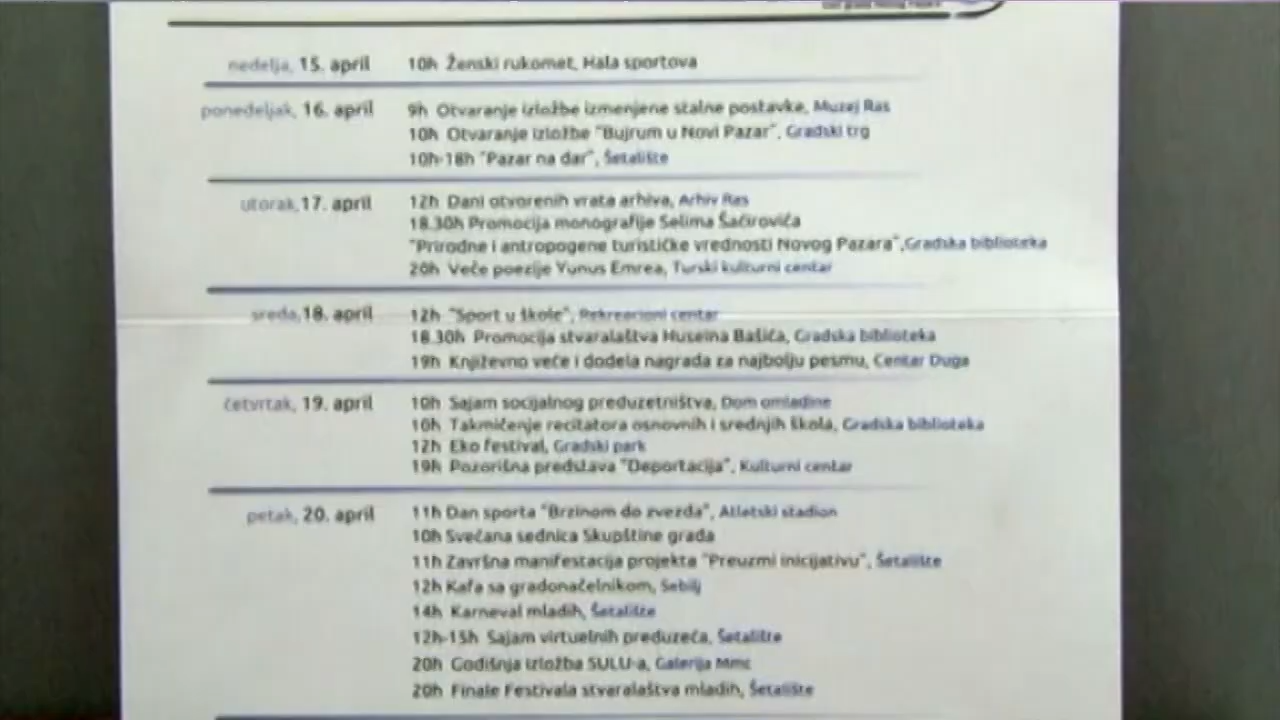 nedelja, 15. april 10h Ženski rukomet, Hala sportova
ponedeljak, 16. april 9h Otvaranje izložbe izmenjene stalne postavke, Muzej Ras
10h Otvaranje izložbe "Bujrum u Novi Pazar", Gradski trg
10h-18h "Pazar na dar", Šetalište
utorak, 17. april 12h Dani otvorenih vrata arhiva, Arhiv Ras
18.30h Promocija monografije Selima Šaćirovića
"Prirodne i antropogene turističke vrednosti Novog Pazara",Gradska biblioteka
20h Veče poezije Yunus Emrea, Turski kulturni centar
sreda, 18. april 12h "Sport u škole", Rekreacioni centar
18.30h Promocija stvaralaštva Huseina Bašića, Gradska biblioteka
19h Književno veče i dodela nagrada za najbolju pesmu, Centar Duga
četvrtak, 19. april 10h Sajam socijalnog preduzetništva, Dom omladine
10h Takmičenje recitatora osnovnih i srednjih škola, Gradska biblioteka
12h Eko festival, Gradski park
19h Pozorišna predstava "Deportacija", Kulturni centar
petak, 20. april 11h Dan sporta "Brzinom do zvezda", Atletski stadion
10h Svečana sednica Skupštine grada
11h Završna manifestacija projekta "Preuzmi inicijativu", Šetalište
12h Kafa sa gradonačelnikom, Sebilj
14h Karneval mladih, Šetalište
12h-15h Sajam virtuelnih preduzeća, Šetalište
20h Godišnja izložba SULU-a, Galerija Mmc
20h Finale Festivala stvaralaštva mladih, Šetalište